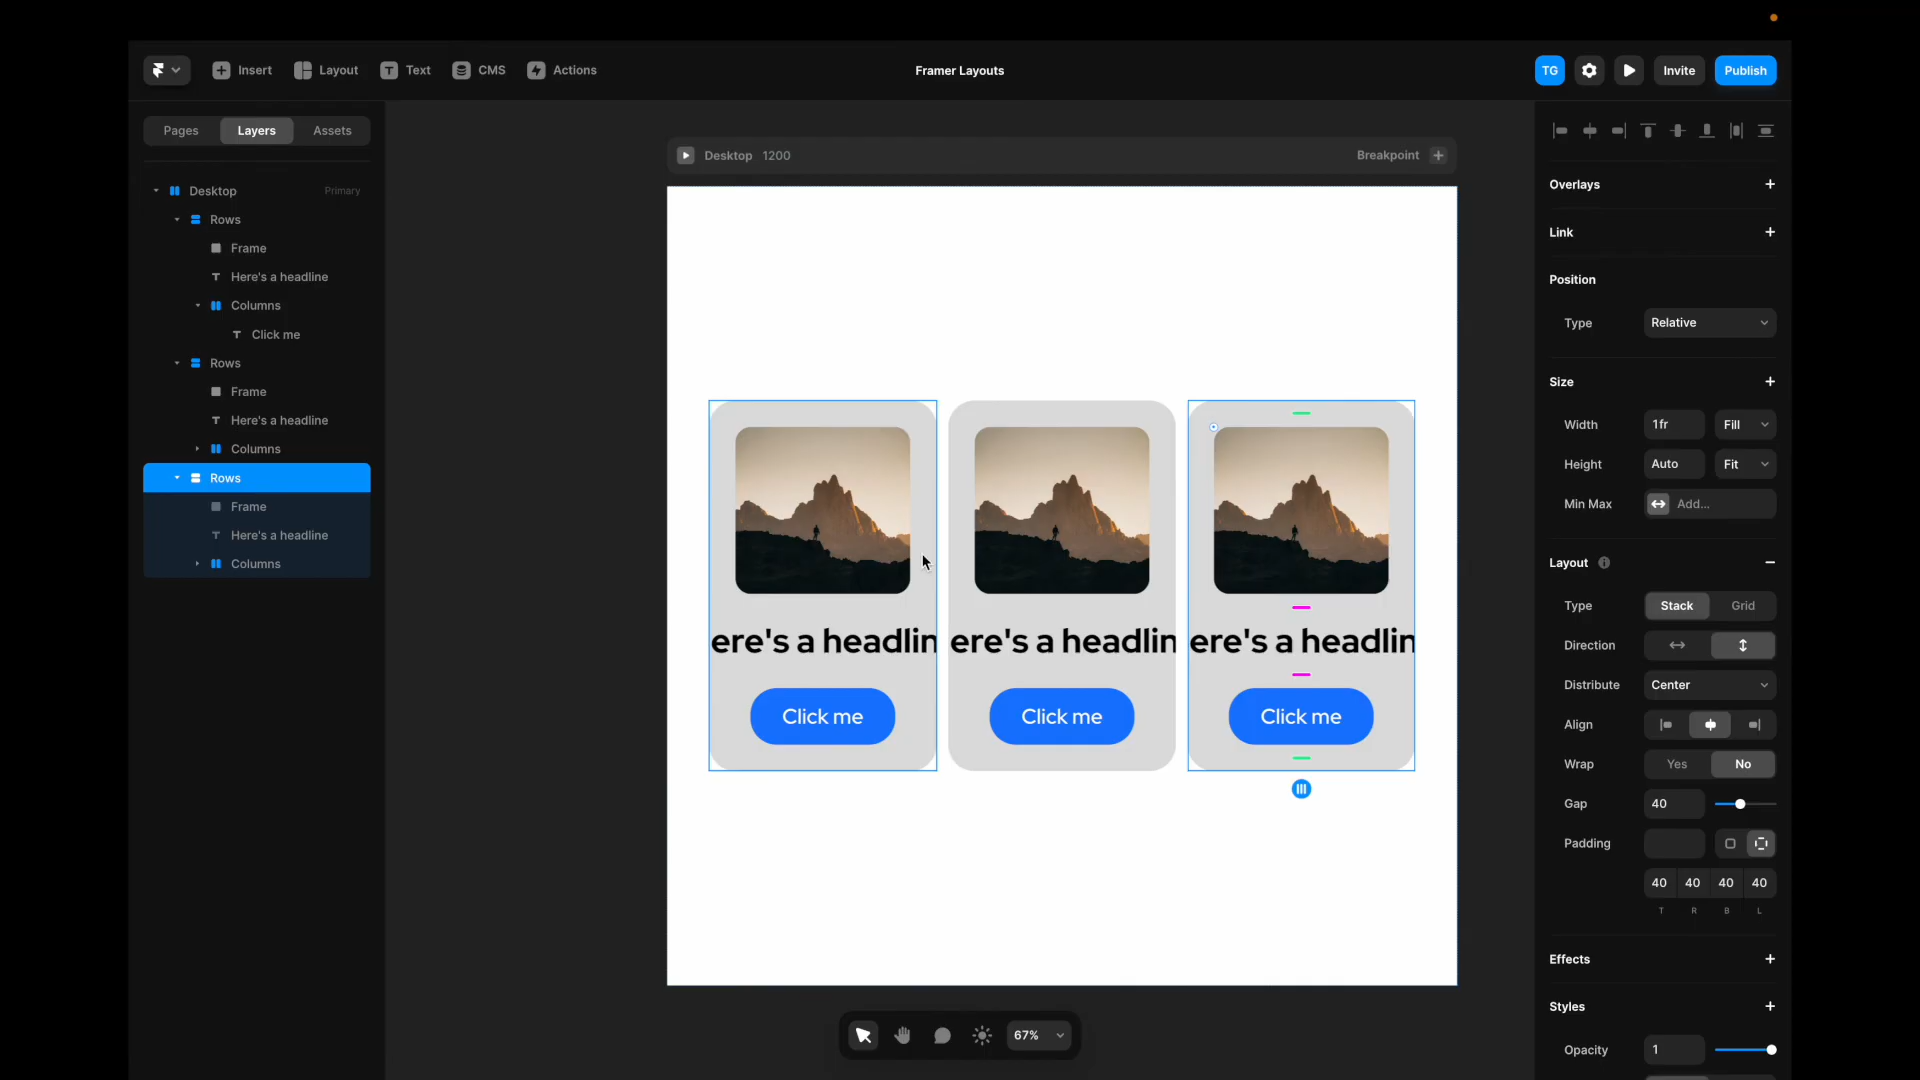 Insert
Layout
Text
CMS
Actions
Framer Layouts
TG
Invite
Publish
Pages
Layers
Assets
Desktop
Primary
Rows
Frame
Here's a headline
Columns
Click me
Rows
Frame
Here's a headline
Columns
Rows
Frame
Here's a headline
Columns
Desktop 1200
Breakpoint
ere's a headlin
ere's a headlin
ere's a headlin
Click me
Click me
Click me
67%
Overlays
Link
Position
Type
Relative
Size
Width
1fr
Fill
Height
Auto
Fit
Min Max
Add...
Layout
Type
Stack
Grid
Direction
Distribute
Center
Align
Wrap
Yes
No
Gap
40
Padding
40 40 40 40
T R B L
Effects
Styles
Opacity
1